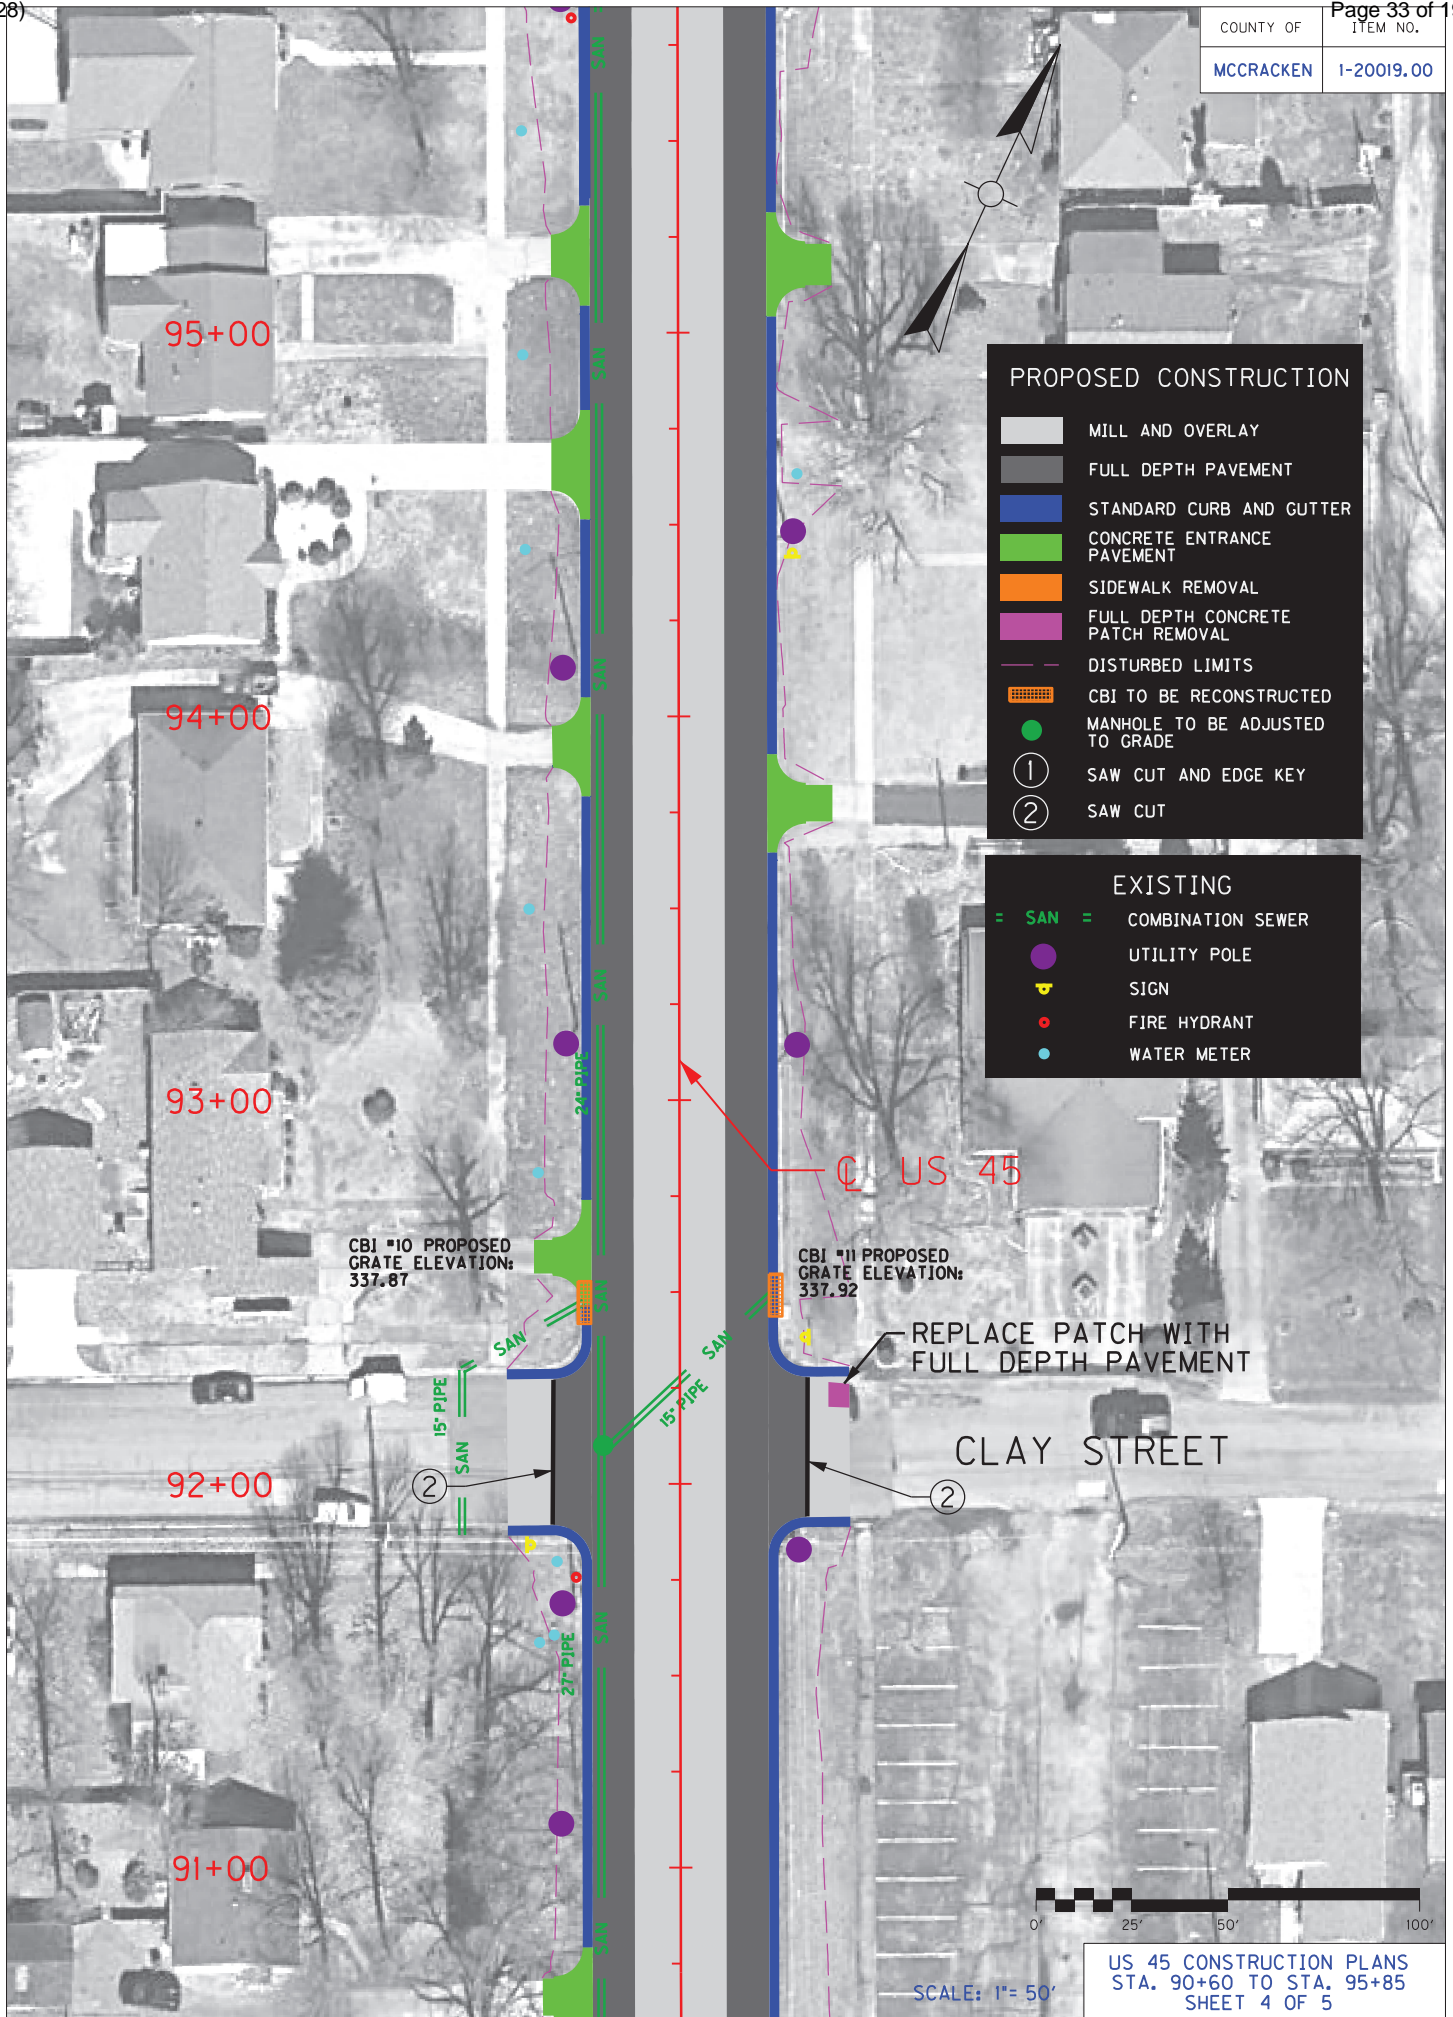 28)
Page 33 of 1
COUNTY OF
ITEM NO.
MCCRACKEN
1-20019.00
SAN
95+00
SAN
PROPOSED CONSTRUCTION
MILL AND OVERLAY
FULL DEPTH PAVEMENT
STANDARD CURB AND GUTTER
CONCRETE ENTRANCE
PAVEMENT
SIDEWALK REMOVAL
FULL DEPTH CONCRETE
PATCH REMOVAL
DISTURBED LIMITS
CBI TO BE RECONSTRUCTED
MANHOLE TO BE ADJUSTED
TO GRADE
1 SAW CUT AND EDGE KEY
2 SAW CUT
SAN
94+00
EXISTING
= SAN = COMBINATION SEWER
UTILITY POLE
SIGN
FIRE HYDRANT
WATER METER
SAN
24" PIPE
93+00
℄ US 45
CBI #10 PROPOSED
GRATE ELEVATION:
337.87
CBI #11 PROPOSED
GRATE ELEVATION:
337.92
SAN
SAN
SAN
REPLACE PATCH WITH
FULL DEPTH PAVEMENT
15" PIPE
15" PIPE
SAN
CLAY STREET
92+00
2
2
SAN
27" PIPE
91+00
SAN
0'
25'
50'
100'
SCALE: 1"= 50'
US 45 CONSTRUCTION PLANS
STA. 90+60 TO STA. 95+85
SHEET 4 OF 5